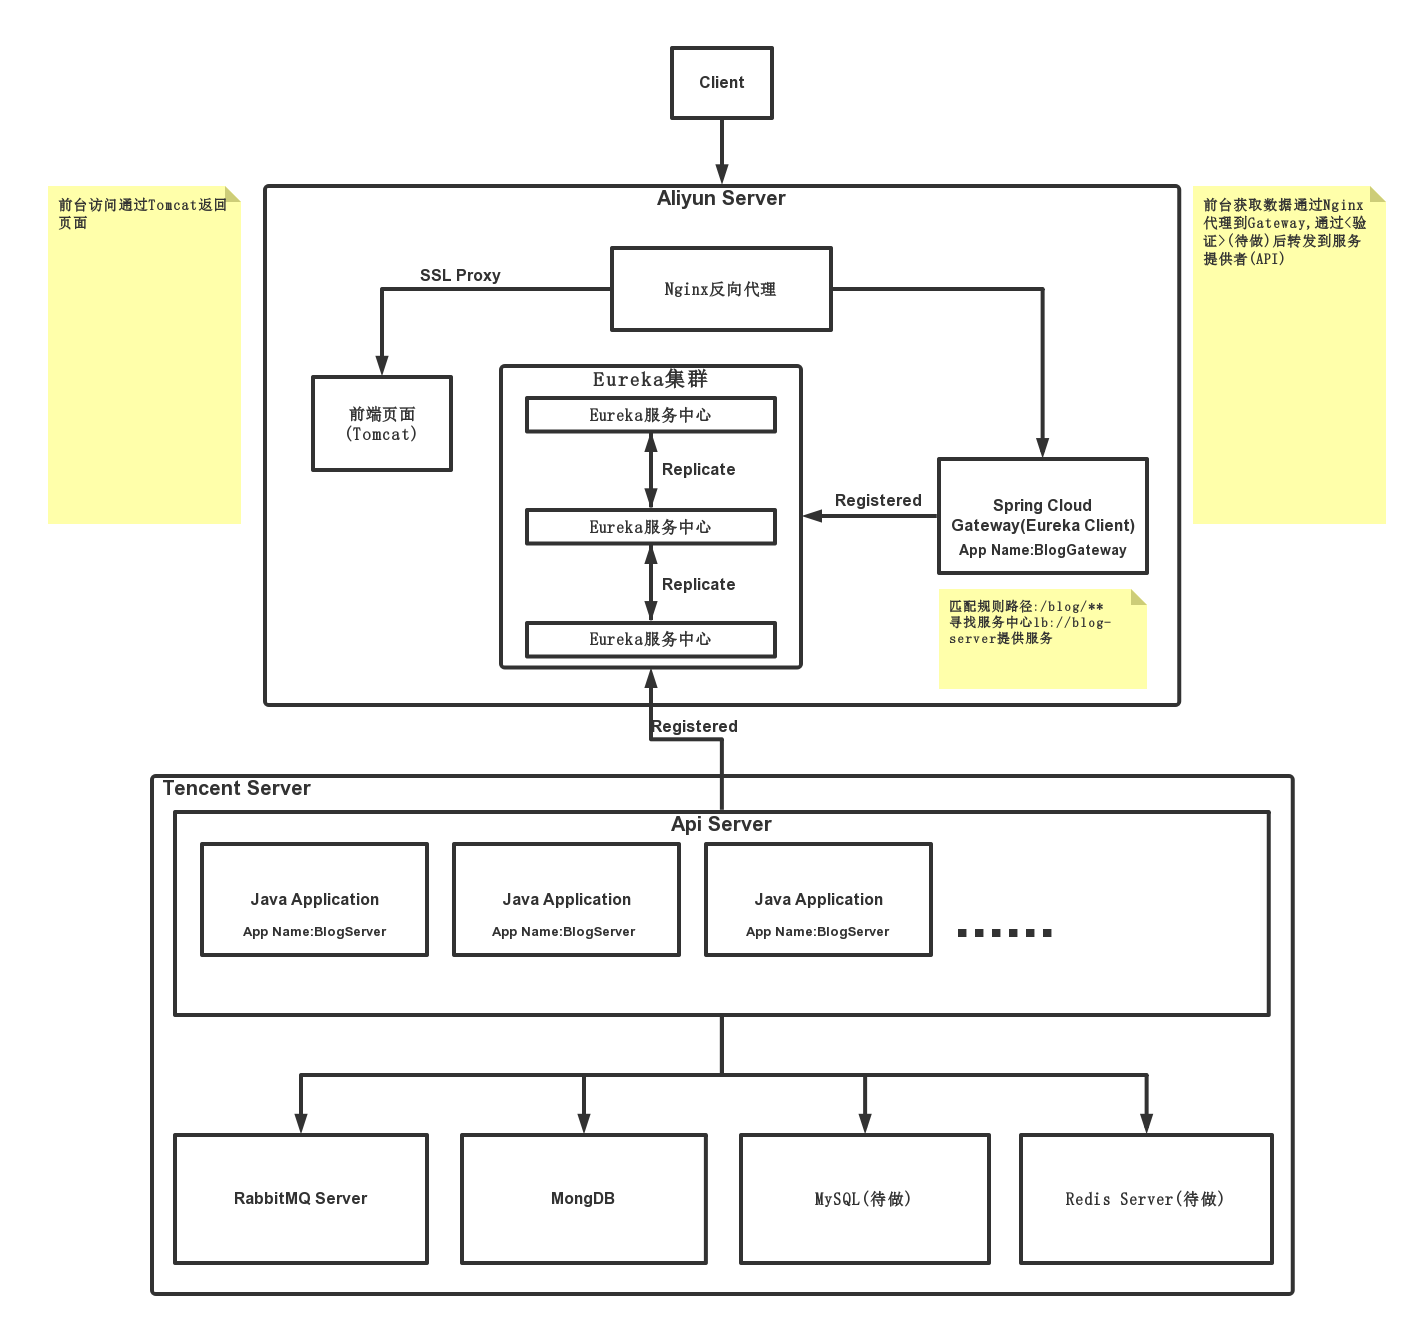 Client
Aliyun Server
前台访问通过Tomcat返回
页面
前台获取数据通过Nginx
代理到Gateway,通过<验
证>(待做)后转发到服务
提供者(API)
SSL Proxy
Nginx反向代理
Eureka集群
前端页面
(Tomcat)
Eureka服务中心
Replicate
Eureka服务中心
Replicate
Eureka服务中心
Registered
Spring Cloud
Gateway(Eureka Client)
App Name:BlogGateway
匹配规则路径:/blog/**
寻找服务中心lb://blog-
server提供服务
Registered
Tencent Server
Api Server
Java Application
App Name:BlogServer
Java Application
App Name:BlogServer
Java Application
App Name:BlogServer
......
RabbitMQ Server
MongDB
MySQL(待做)
Redis Server(待做)